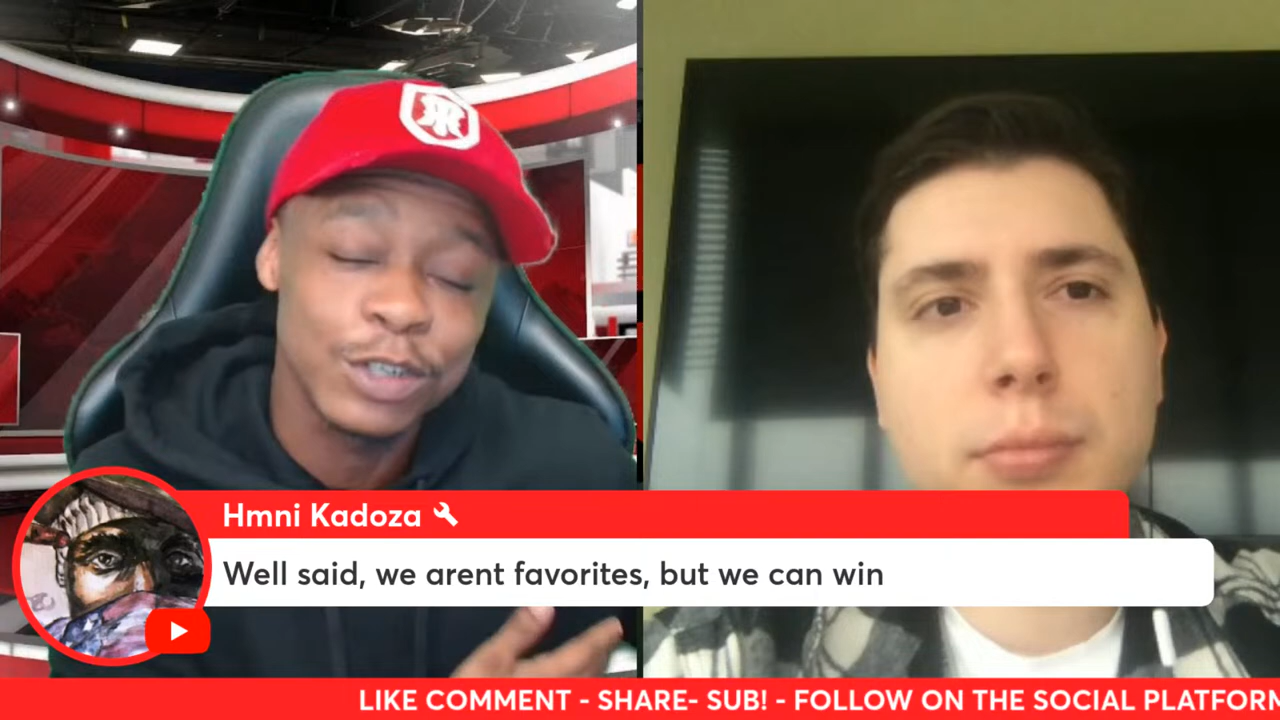 Hmni Kadoza
Well said, we arent favorites, but we can win
LIKE COMMENT - SHARE- SUB! - FOLLOW ON THE SOCIAL PLATFORM